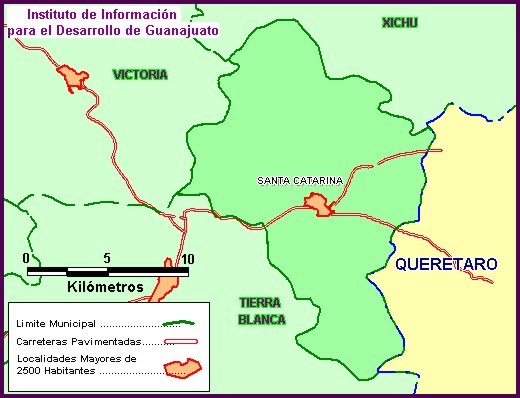 Instituto de Información
para el Desarrollo de Guanajuato
XICHU
VICTORIA
SANTA CATARINA
QUERETARO
0 5 10
Kilómetros
TIERRA
BLANCA
Limite Municipal ......................
Carreteras Pavimentadas.........
Localidades Mayores de
2500 Habitantes ......................